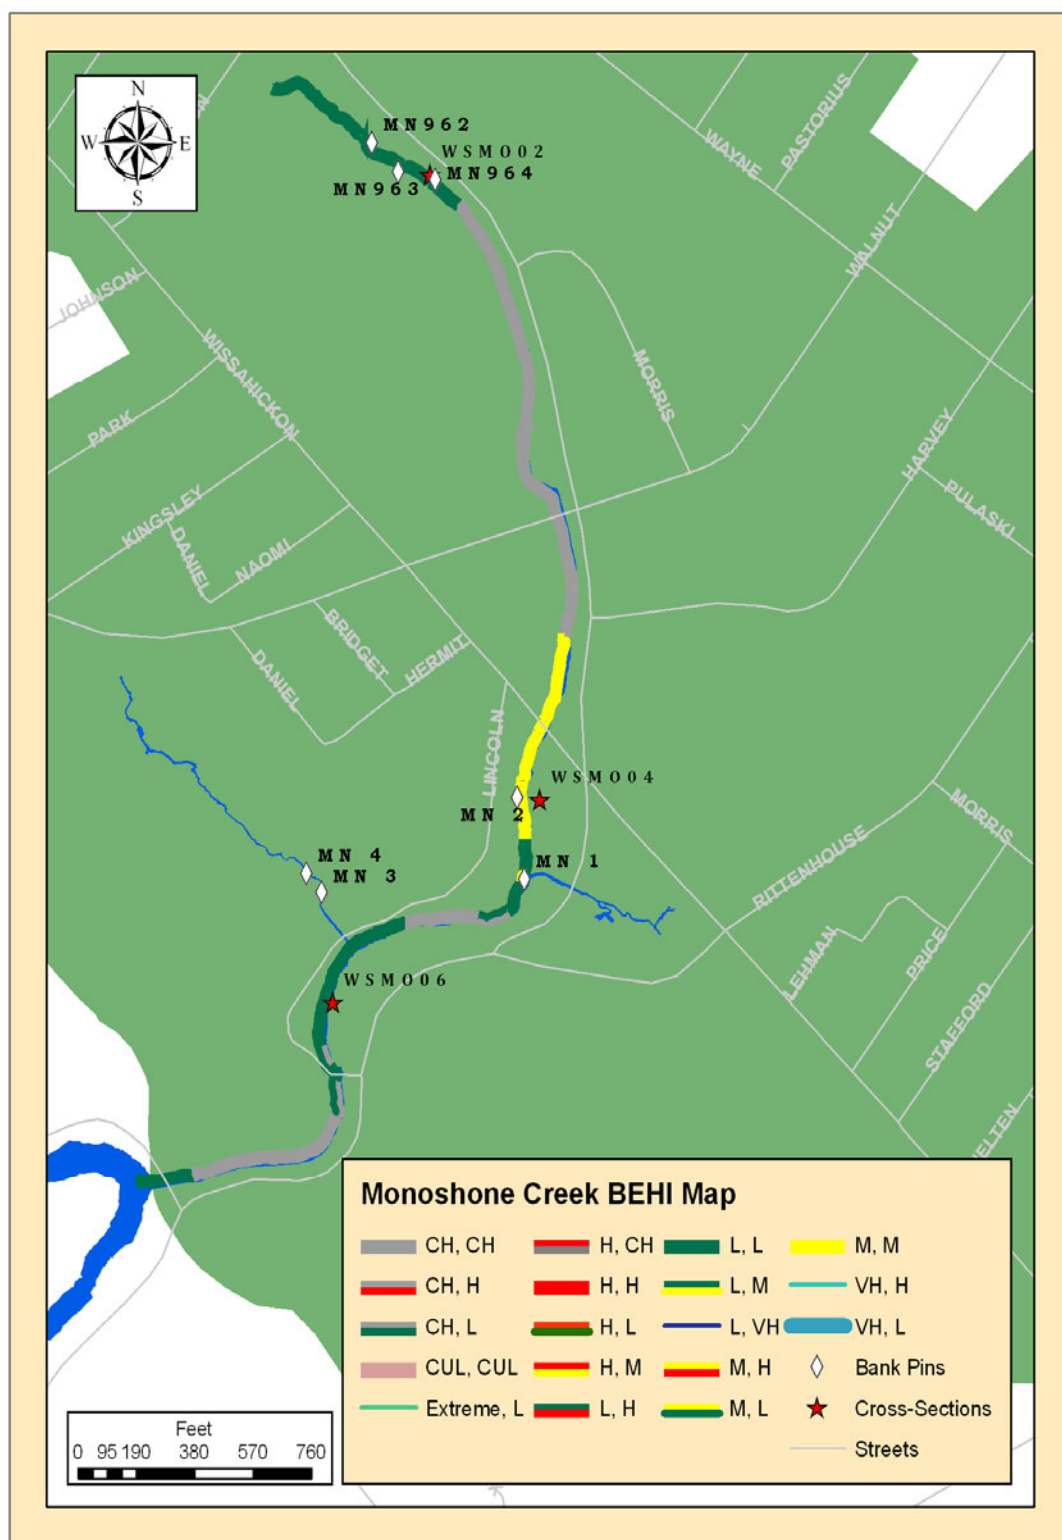 N
W E
S
MN962
WSMO02
MN964
MN963
WAYNE
PASTORIUS
WALNUT
JOHNSON
WISSAHICKON
MORRIS
PARK
HARVEY
KINGSLEY
PULASKI
DANIEL
NAOMI
BRIDGET
HERMIT
DANIEL
LINCOLN
WSMO04
MN 2
MORRIS
MN 4
MN 1
MN 3
RITTENHOUSE
LEHMAN
PRICE
WSMO06
STAFFORD
Monoshone Creek BEHI Map
CH, CH
H, CH
L, L
M, M
CH, H
H, H
L, M
VH, H
CH, L
H, L
L, VH
VH, L
CUL, CUL
H, M
M, H
Bank Pins
Extreme, L
L, H
M, L
Cross-Sections
Streets
Feet
0 95 190 380 570 760